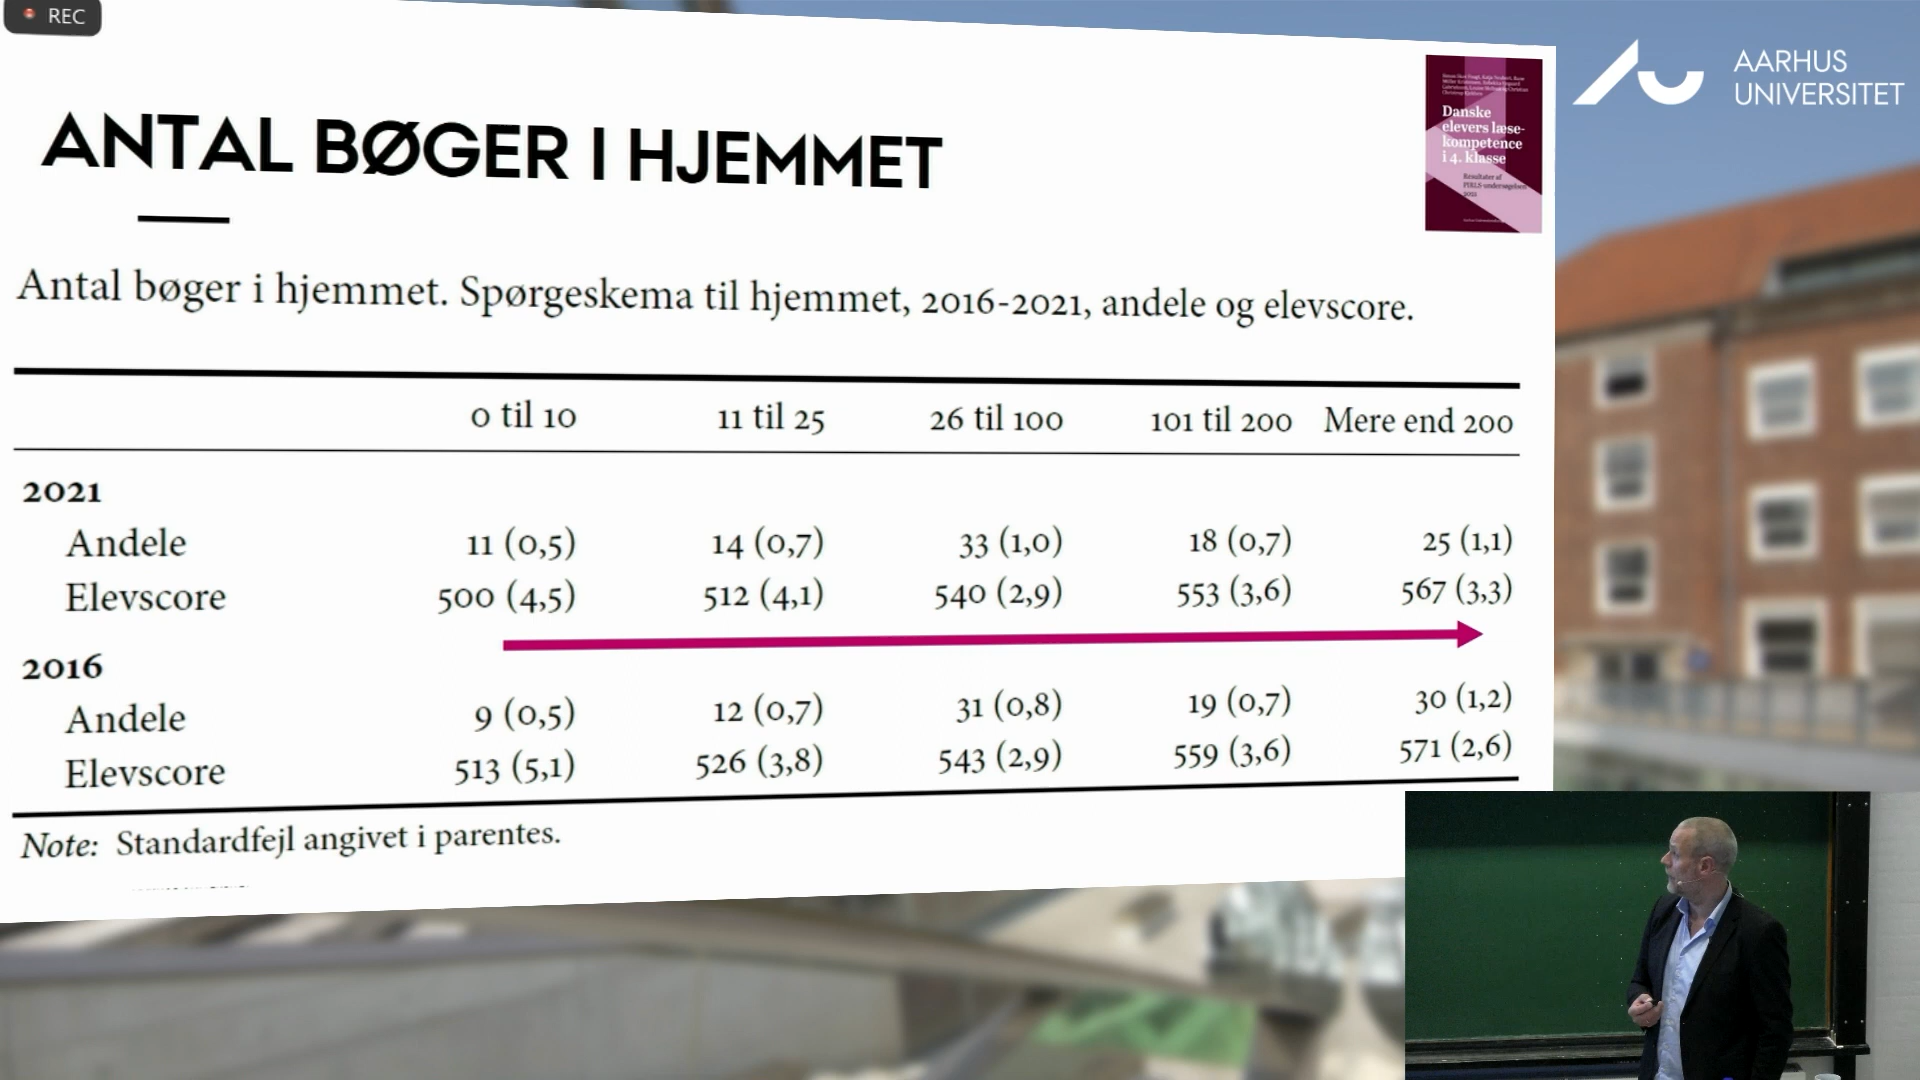 REC
AARHUS
UNIVERSITET
ANTAL BØGER I HJEMMET
Danske
elevers læse-
kompetence
i 4. klasse
Resultater af
PIRLS-undersøgelsen
2021
Antal bøger i hjemmet. Spørgeskema til hjemmet, 2016-2021, andele og elevscore.
0 til 10 11 til 25 26 til 100 101 til 200 Mere end 200
2021
Andele 11 (0,5) 14 (0,7) 33 (1,0) 18 (0,7) 25 (1,1)
Elevscore 500 (4,5) 512 (4,1) 540 (2,9) 553 (3,6) 567 (3,3)
2016
Andele 9 (0,5) 12 (0,7) 31 (0,8) 19 (0,7) 30 (1,2)
Elevscore 513 (5,1) 526 (3,8) 543 (2,9) 559 (3,6) 571 (2,6)
Note: Standardfejl angivet i parentes.